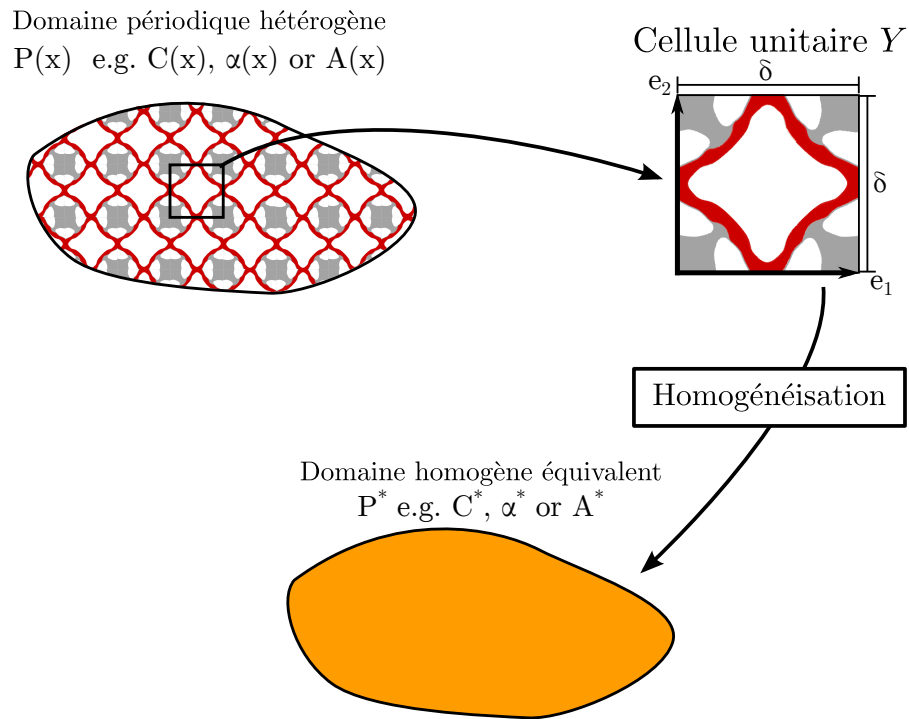 Domaine périodique hétérogène
P(x) e.g. C(x), α(x) or A(x)
Cellule unitaire Y
δ
e₂
δ
e₁
Homogénéisation
Domaine homogène équivalent
P* e.g. C*, α* or A*